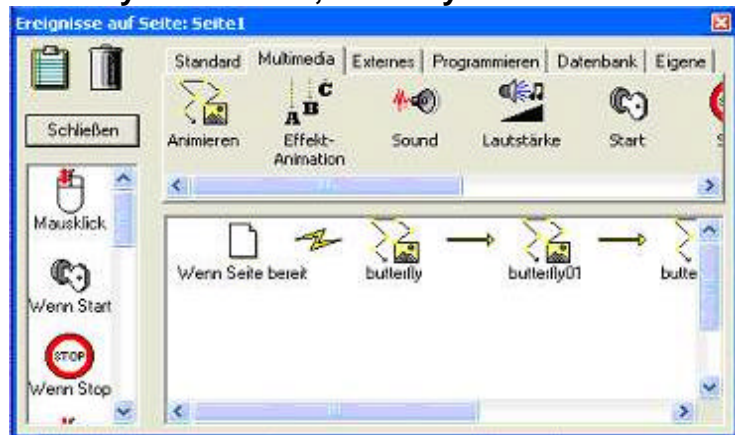 Ereignisse auf Seite: Seite1
Standard Multimedia Externes Programmieren Datenbank Eigene
Schließen
Animieren Effekt-Animation Sound Lautstärke Start
Mausklick
Wenn Start
STOP
Wenn Stop
Wenn Seite bereit butterfly butterfly01 butte
A B C